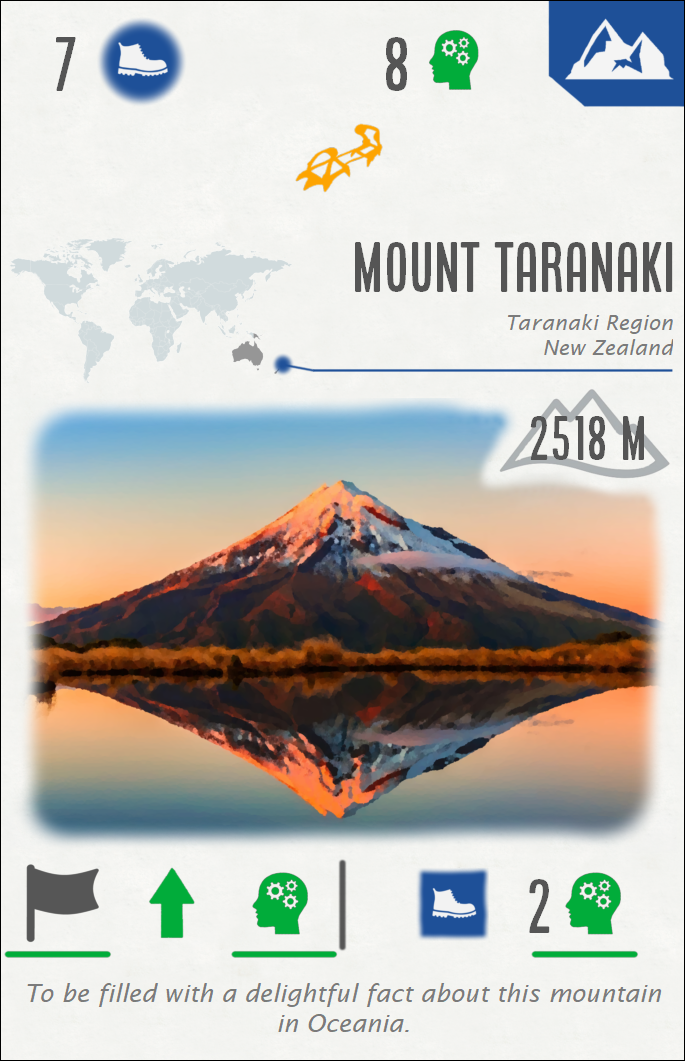 7
8
MOUNT TARANAKI
Taranaki Region
New Zealand
2518 M
2
To be filled with a delightful fact about this mountain
in Oceania.